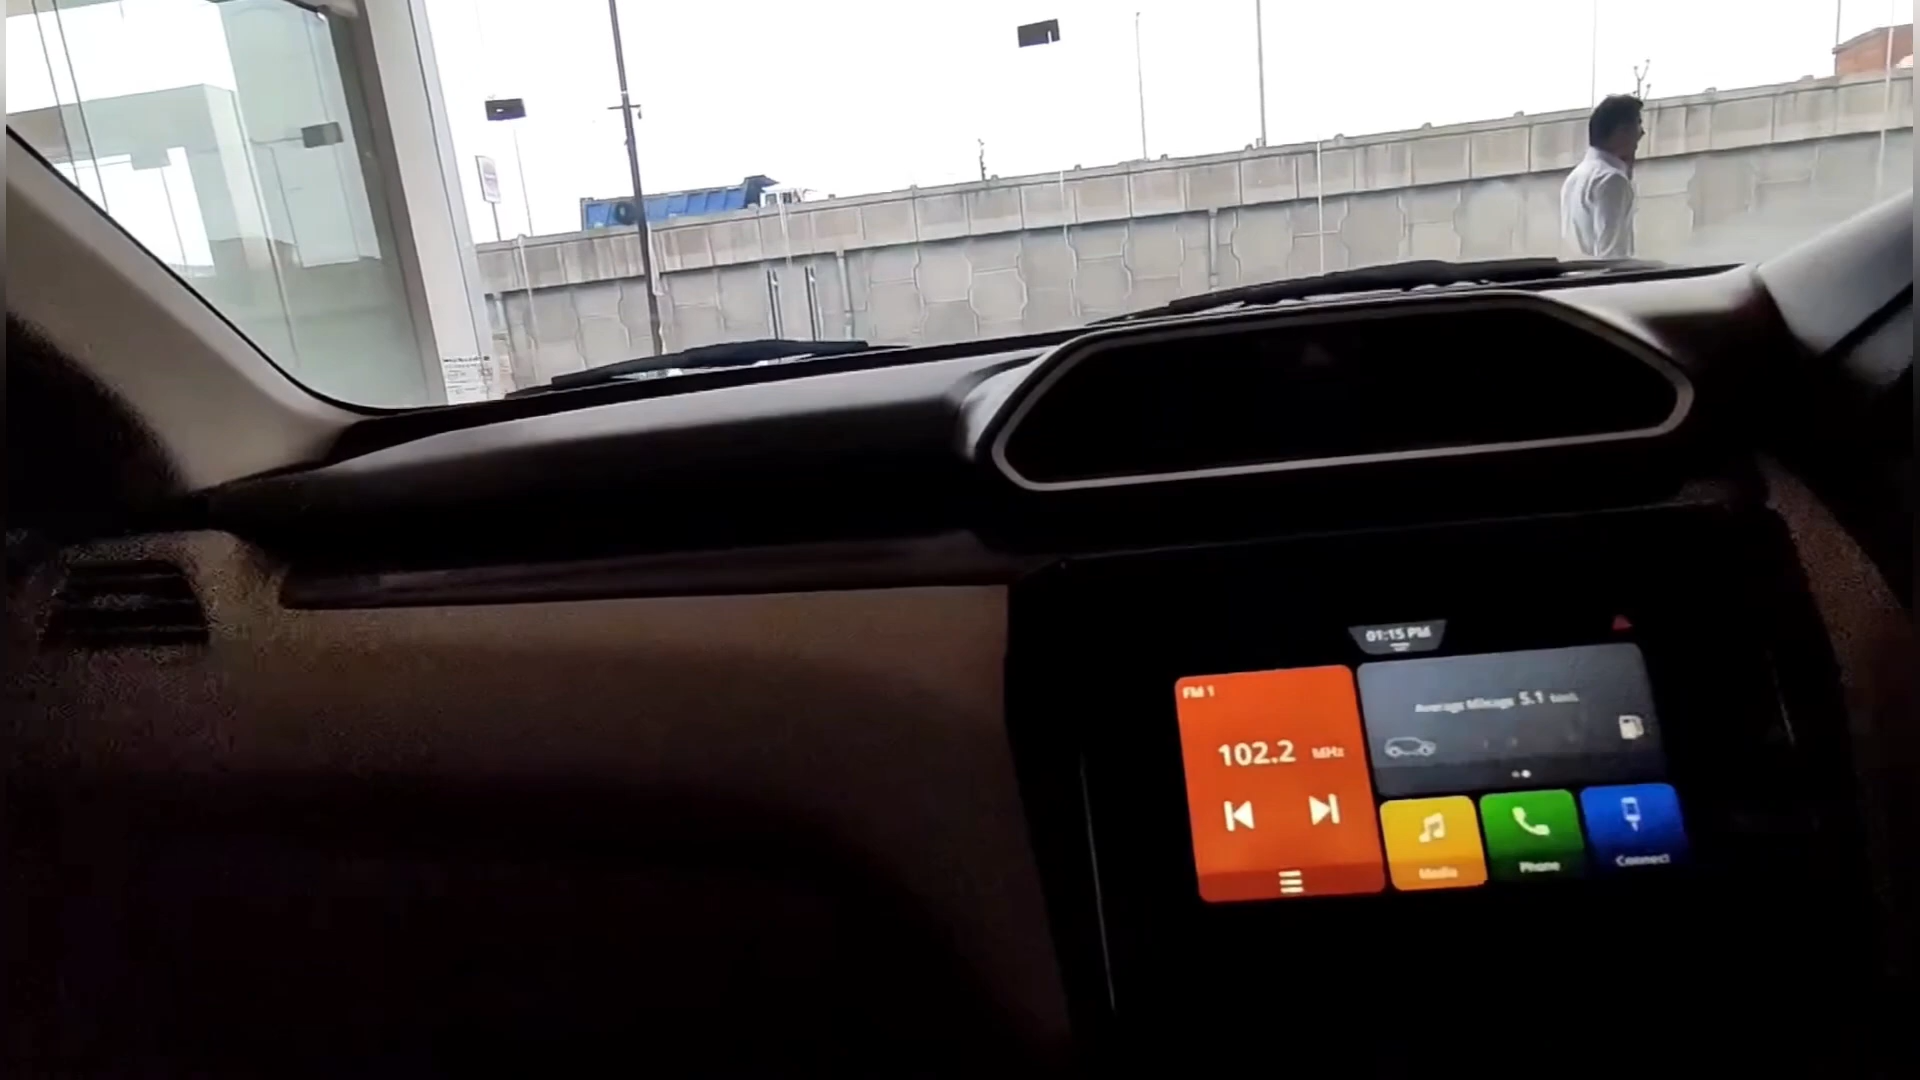 01:15 PM
FM 1
102.2 MHz
Average Mileage 5.1
Media
Phone
Connect